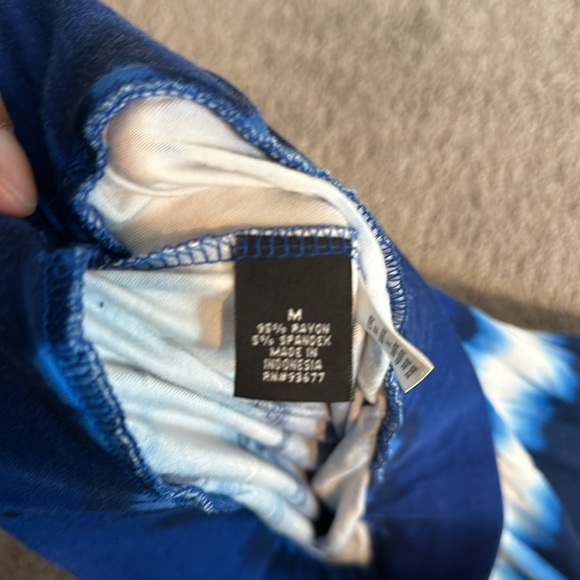 M
95% RAYON
5% SPANDEX
MADE IN
INDONESIA
RN#93677